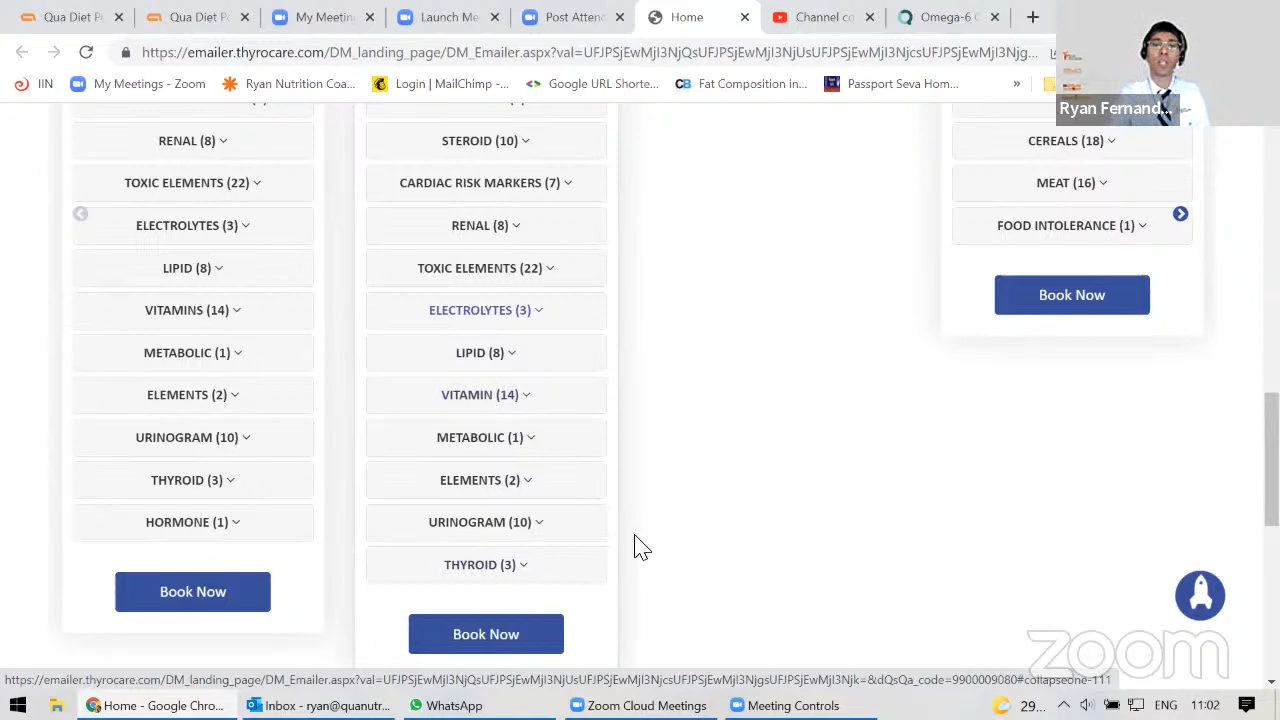 My Meeti
Launch Me
Post Atten
Home
Channel co
Omega-6 C
https://emailer.thyrocare.com/DM_landing_page/DM_Emailer.aspx?val=UFJPSjEwMjI3NjQsUFJPSjEwMjI3NjUsUFJPSjEwMjI3NjcsUFJPSjEwMjI3Njg...
IIN
My Meetings - Zoom
Ryan Nutrition Coa...
Login | MailChimp -...
Google URL Shorte...
Fat Composition in...
Passport Seva Hom...
»
Ryan Fernand...
RENAL (8)
TOXIC ELEMENTS (22)
ELECTROLYTES (3)
LIPID (8)
VITAMINS (14)
METABOLIC (1)
ELEMENTS (2)
URINOGRAM (10)
THYROID (3)
HORMONE (1)
Book Now
STEROID (10)
CARDIAC RISK MARKERS (7)
RENAL (8)
TOXIC ELEMENTS (22)
ELECTROLYTES (3)
LIPID (8)
VITAMIN (14)
METABOLIC (1)
ELEMENTS (2)
URINOGRAM (10)
THYROID (3)
Book Now
CEREALS (18)
MEAT (16)
FOOD INTOLERANCE (1)
Book Now
zoom
https://emailer.thyrocare.com/DM_landing_page/DM_Emailer.aspx?val=UFJPSjEwMjI3NjQsUFJPSjEwMjI3NjUsUFJPSjEwMjI3NjcsUFJPSjEwMjI3NjgsUFJPSjEwMjI3Njk=&dQsQa_code=9900009080#collapseone-111
Home - Google Chro...
Inbox - ryan@quanutr...
WhatsApp
Zoom Cloud Meetings
Meeting Controls
29...
ENG
11:02